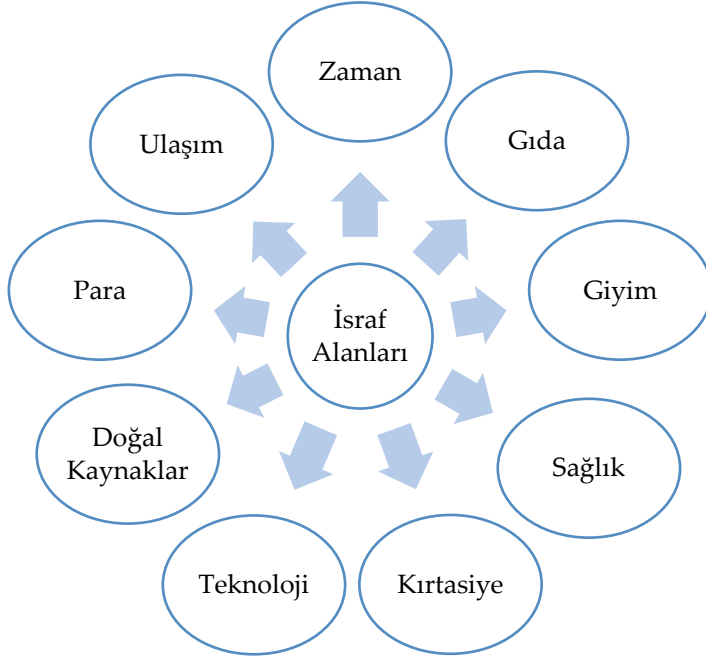 Zaman
Gıda
Giyim
Sağlık
Kırtasiye
Teknoloji
Doğal
Kaynaklar
Para
Ulaşım
İsraf
Alanları